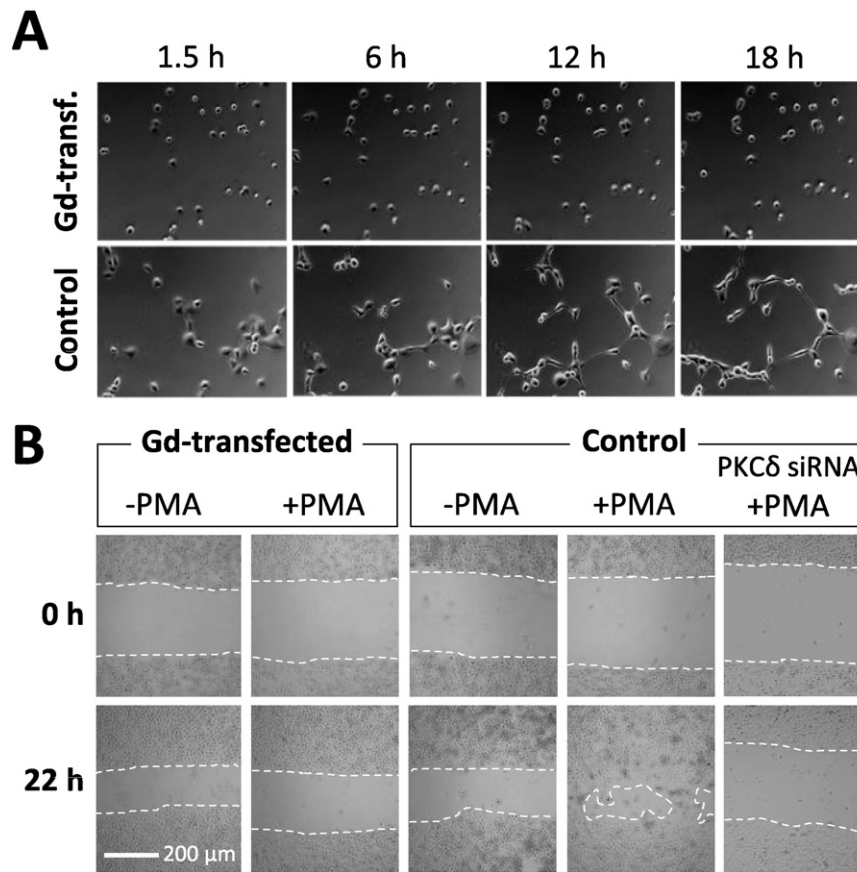 A
1.5 h 6 h 12 h 18 h
Gd-transf.
Control
B
Gd-transfected Control
PKCδ siRNA
-PMA +PMA -PMA +PMA +PMA
0 h
22 h
200 µm